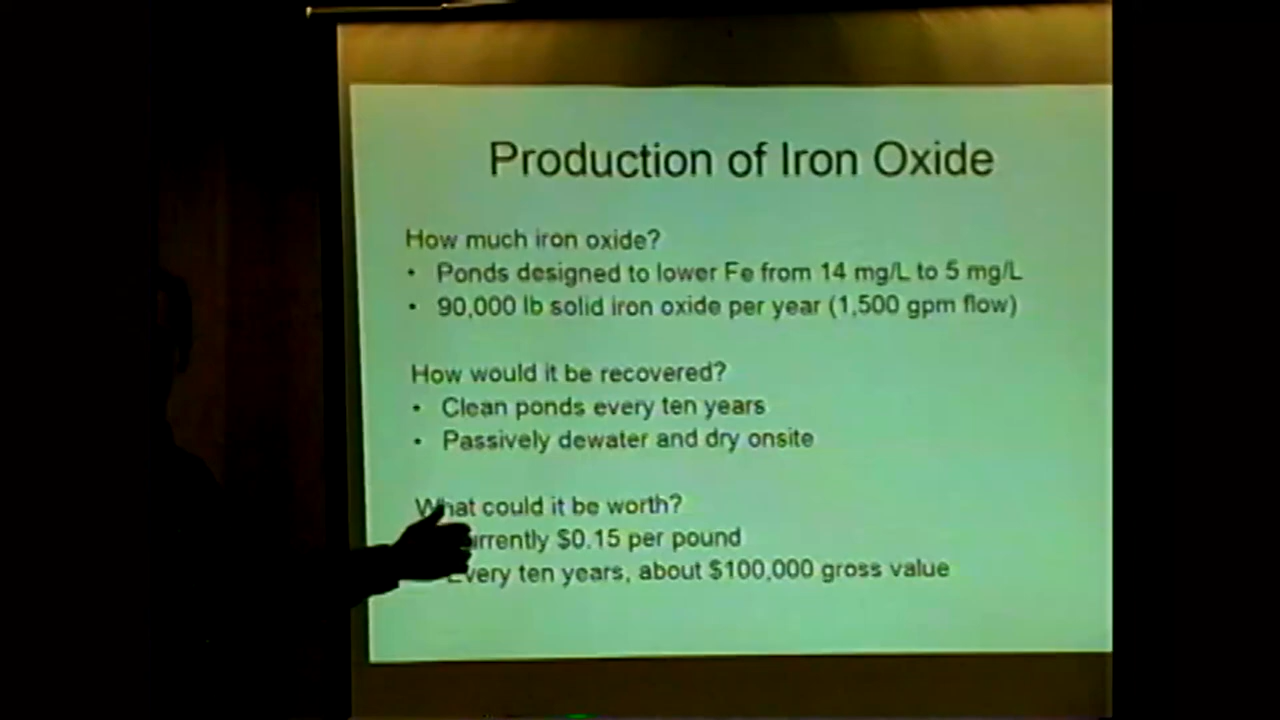 Production of Iron Oxide
How much iron oxide?
• Ponds designed to lower Fe from 14 mg/L to 5 mg/L
• 90,000 lb solid iron oxide per year (1,500 gpm flow)
How would it be recovered?
• Clean ponds every ten years
• Passively dewater and dry onsite
What could it be worth?
urrently $0.15 per pound
Every ten years, about $100,000 gross value